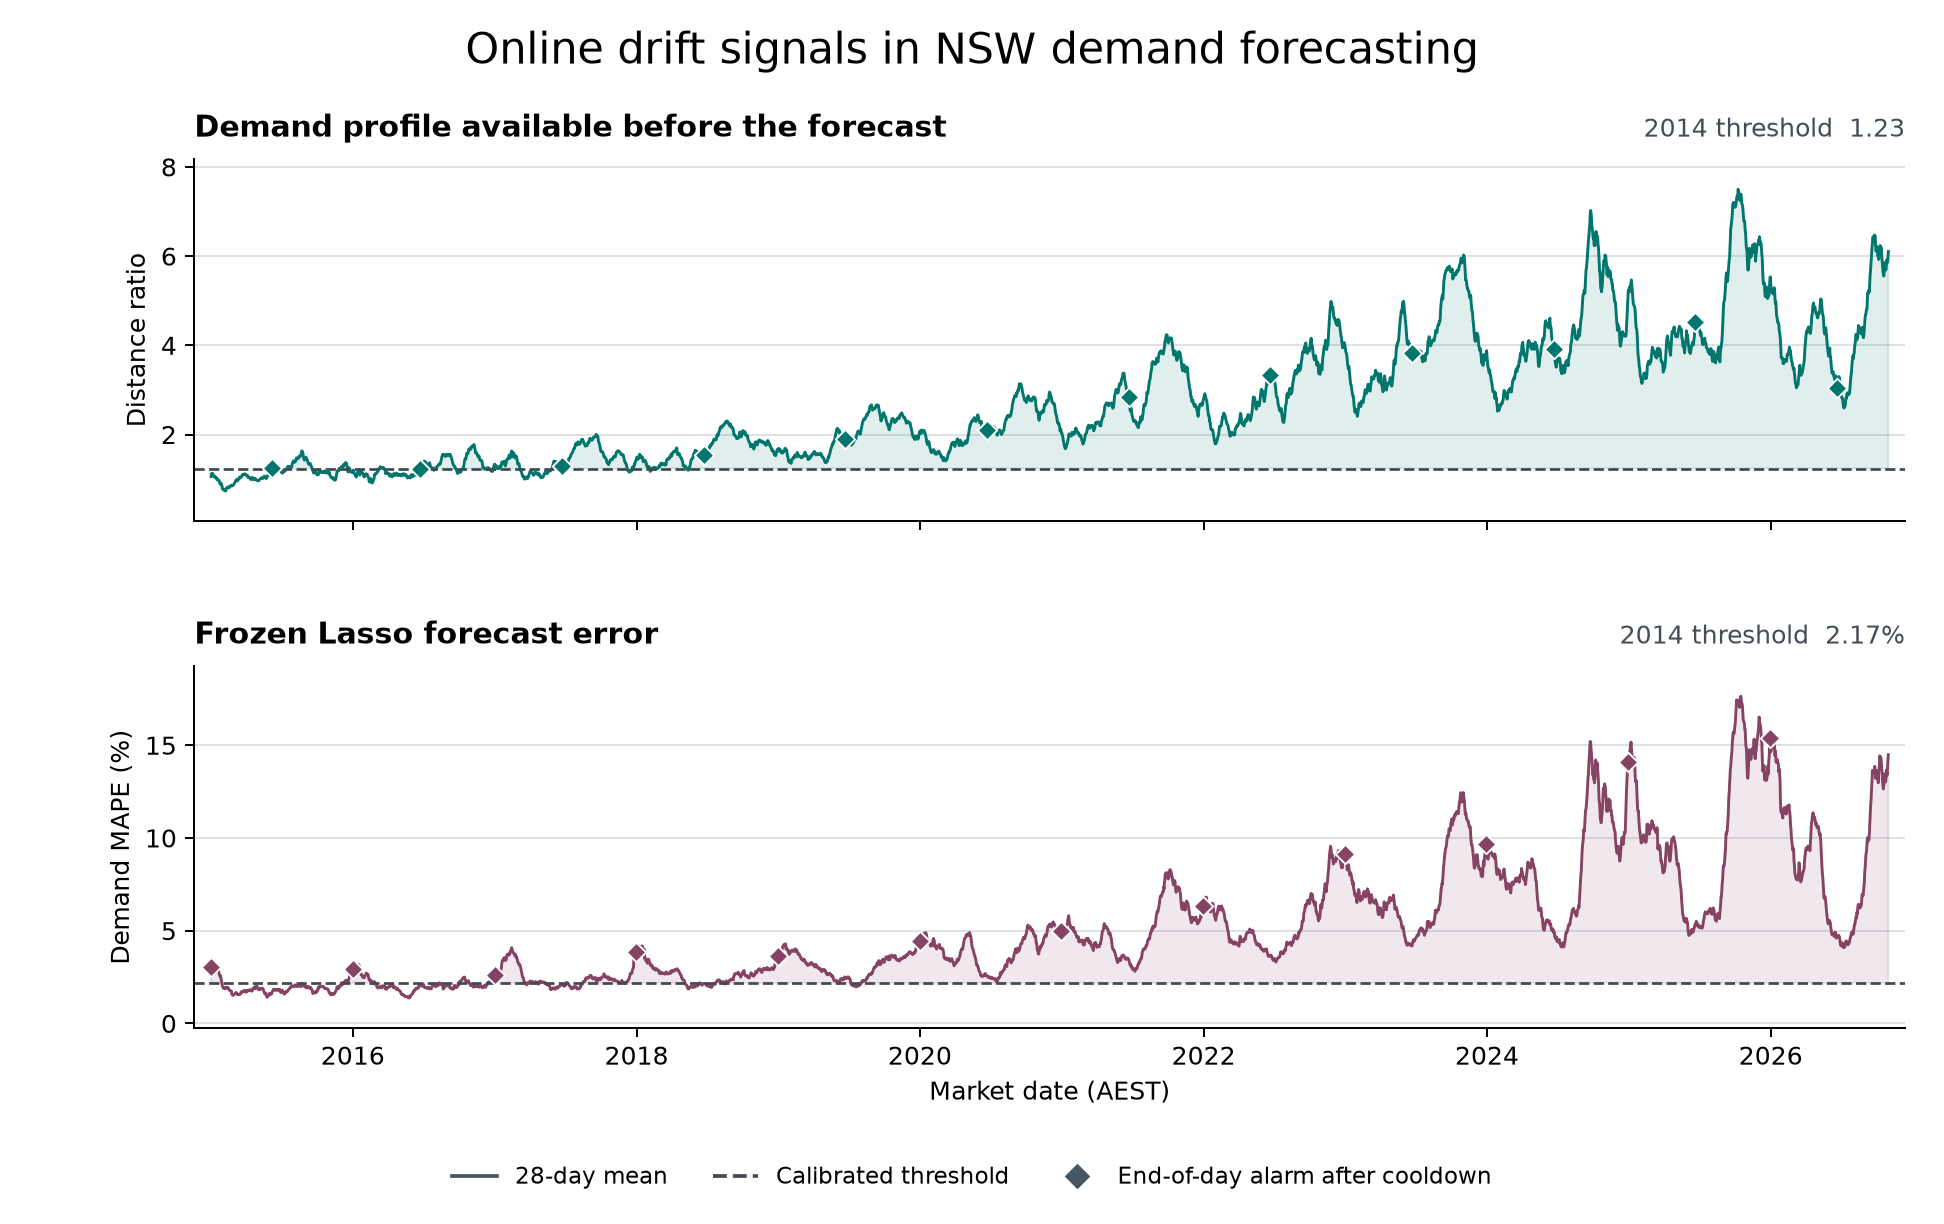 Online drift signals in NSW demand forecasting
Demand profile available before the forecast
2014 threshold 1.23
Distance ratio
8
6
4
2
Frozen Lasso forecast error
2014 threshold 2.17%
Demand MAPE (%)
15
10
5
0
2016 2018 2020 2022 2024 2026
Market date (AEST)
28-day mean Calibrated threshold End-of-day alarm after cooldown